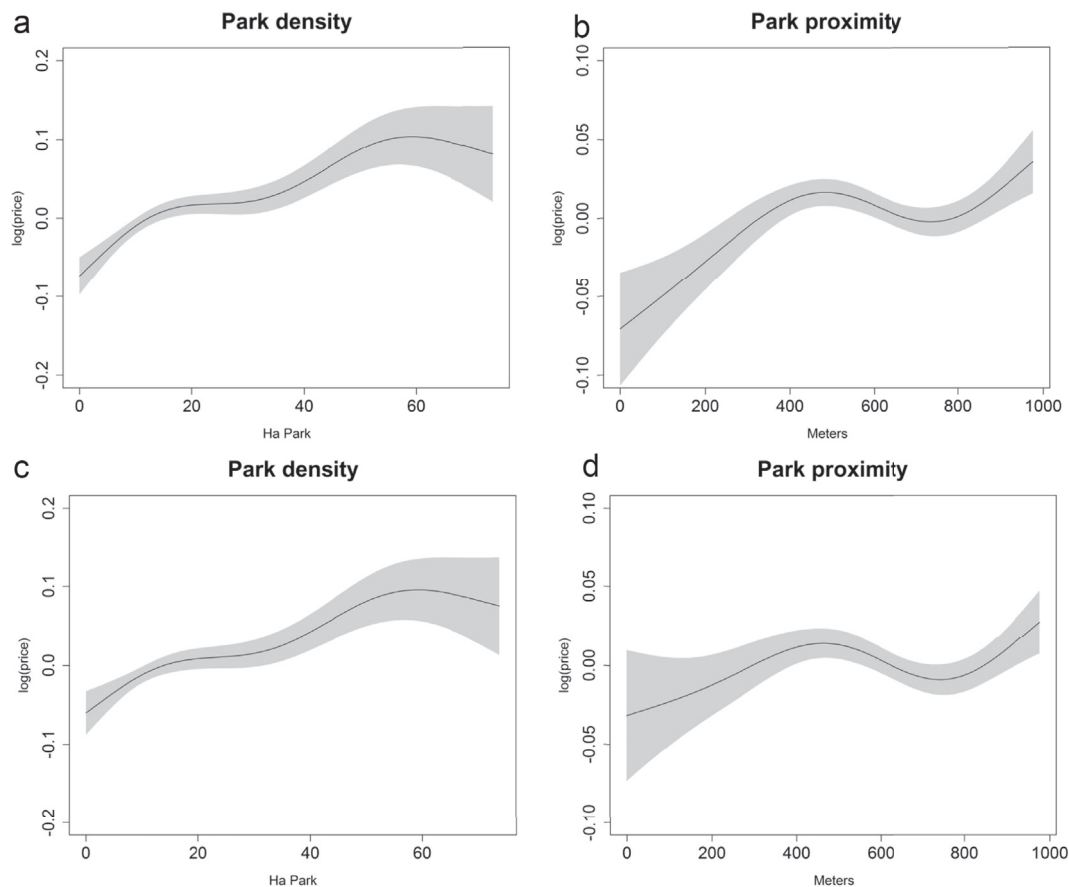 a
Park density
0.2
0.1
0.0
-0.1
-0.2
log(price)
0 20 40 60
Ha Park
b
Park proximity
0.10
0.05
0.00
-0.05
-0.10
log(price)
0 200 400 600 800 1000
Meters
c
Park density
0.2
0.1
0.0
-0.1
-0.2
log(price)
0 20 40 60
Ha Park
d
Park proximity
0.10
0.05
0.00
-0.05
-0.10
log(price)
0 200 400 600 800 1000
Meters